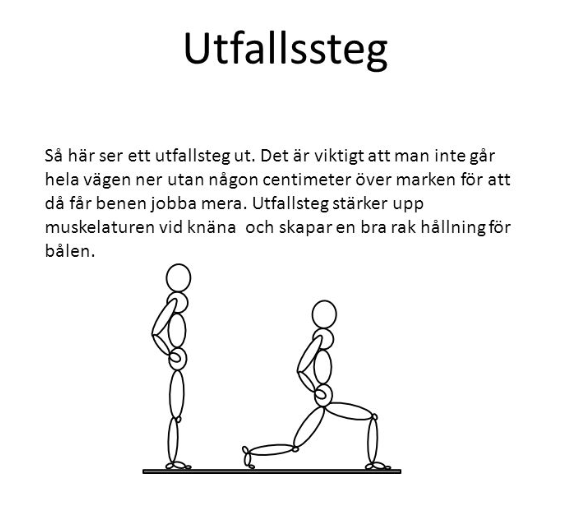 Utfallssteg
Så här ser ett utfallsteg ut. Det är viktigt att man inte går
hela vägen ner utan någon centimeter över marken för att
då får benen jobba mera. Utfallsteg stärker upp
muskelaturen vid knäna  och skapar en bra rak hållning för
bålen.